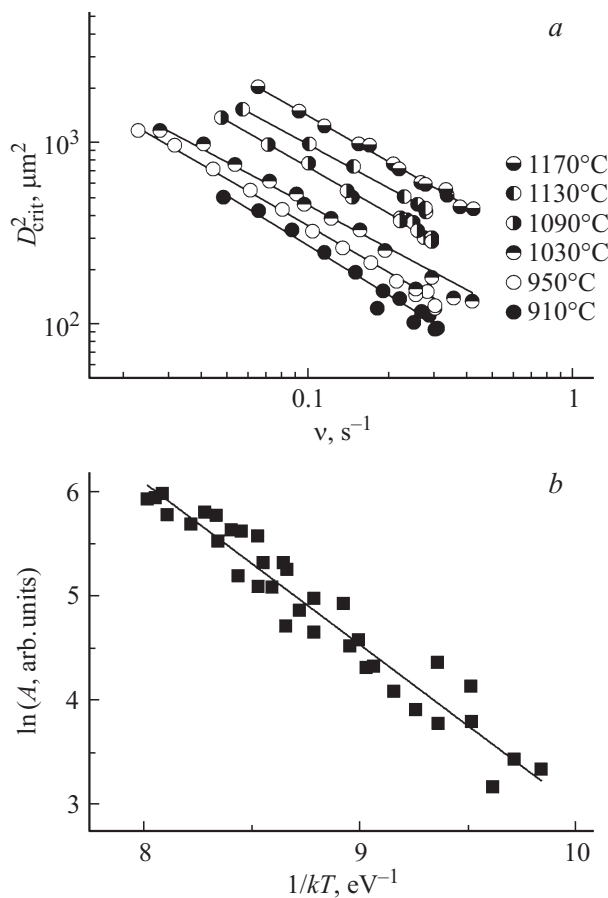 a
D²crit, μm²
10³
10²
1170°C
1130°C
1090°C
1030°C
950°C
910°C
0.1
1
ν, s⁻¹
b
ln (A, arb. units)
6
5
4
3
8
9
10
1/kT, eV⁻¹